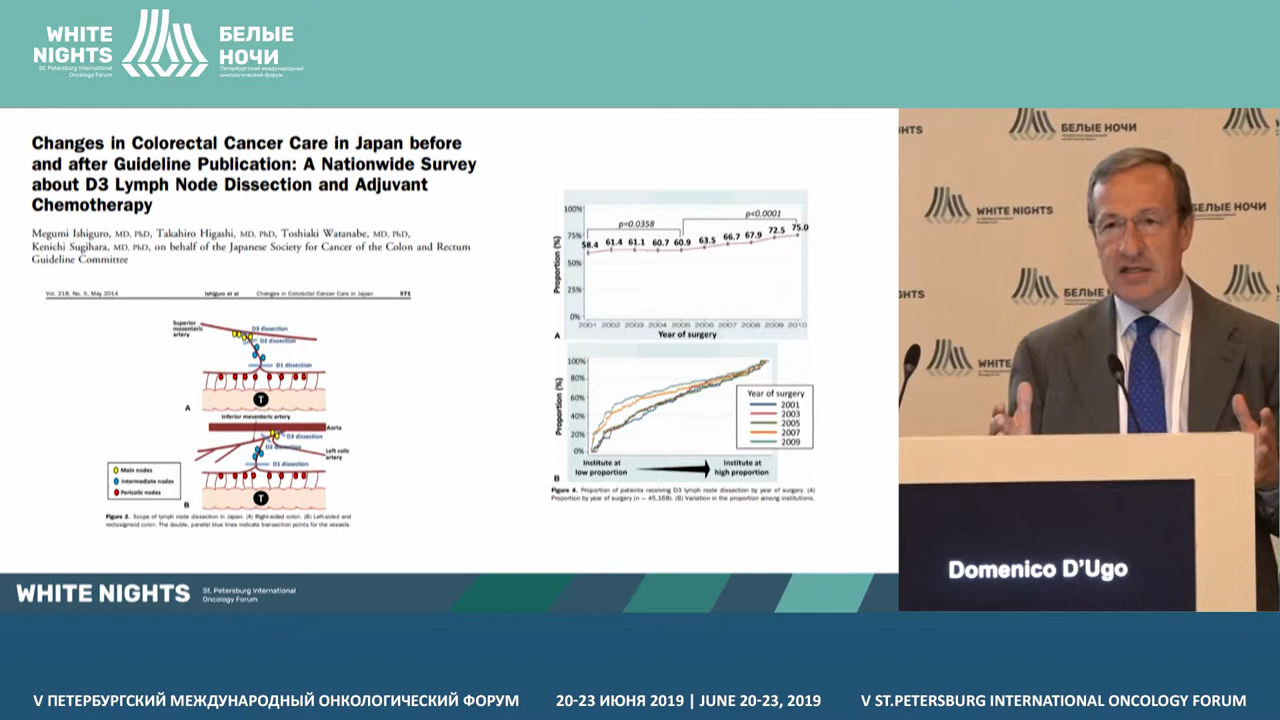 WHITE
NIGHTS
St. Petersburg International
Oncology Forum
БЕЛЫЕ
НОЧИ
Петербургский международный
онкологический форум
Changes in Colorectal Cancer Care in Japan before
and after Guideline Publication: A Nationwide Survey
about D3 Lymph Node Dissection and Adjuvant
Chemotherapy
Megumi Ishiguro, MD, PhD, Takahiro Higashi, MD, PhD, Toshiaki Watanabe, MD, PhD,
Kenichi Sugihara, MD, PhD, on behalf of the Japanese Society for Cancer of the Colon and Rectum
Guideline Committee
Vol. 218, No. 5, May 2014
Ishiguro et al
Changes in Colorectal Cancer Care in Japan
971
Superior
mesenteric
artery
D3 dissection
D2 dissection
D1 dissection
T
A
Inferior mesenteric artery
Aorta
D3 dissection
Left colic
artery
D2 dissection
D1 dissection
T
B
Main nodes
Intermediate nodes
Pericolic nodes
Figure 3. Scope of lymph node dissection in Japan. (A) Right-sided colon. (B) Left-sided and
rectosigmoid colon. The double, parallel blue lines indicate transection points for the vessels.
Proportion (%)
100%
75%
50%
25%
0%
p=0.0358
p<0.0001
58.4 61.4 61.1 60.7 60.9 63.5 66.7 67.9 72.5 75.0
2001 2002 2003 2004 2005 2006 2007 2008 2009 2010
Year of surgery
A
Proportion (%)
100%
80%
60%
40%
20%
0%
Year of surgery
2001
2003
2005
2007
2009
Institute at
low proportion
Institute at
high proportion
B
Figure 4. Proportion of patients receiving D3 lymph node dissection by year of surgery. (A)
Proportion by year of surgery (n = 45,168). (B) Variation in the proportion among institutions.
WHITE NIGHTS
St. Petersburg International
Oncology Forum
NIGHTS
БЕЛЫЕ НОЧИ
WHITE NIGHTS
БЕЛЫЕ НОЧИ
GHTS
БЕЛЫЕ
WHITE
NIGHTS
Domenico D'Ugo
V ПЕТЕРБУРГСКИЙ МЕЖДУНАРОДНЫЙ ОНКОЛОГИЧЕСКИЙ ФОРУМ
20-23 ИЮНЯ 2019 | JUNE 20-23, 2019
V ST.PETERSBURG INTERNATIONAL ONCOLOGY FORUM